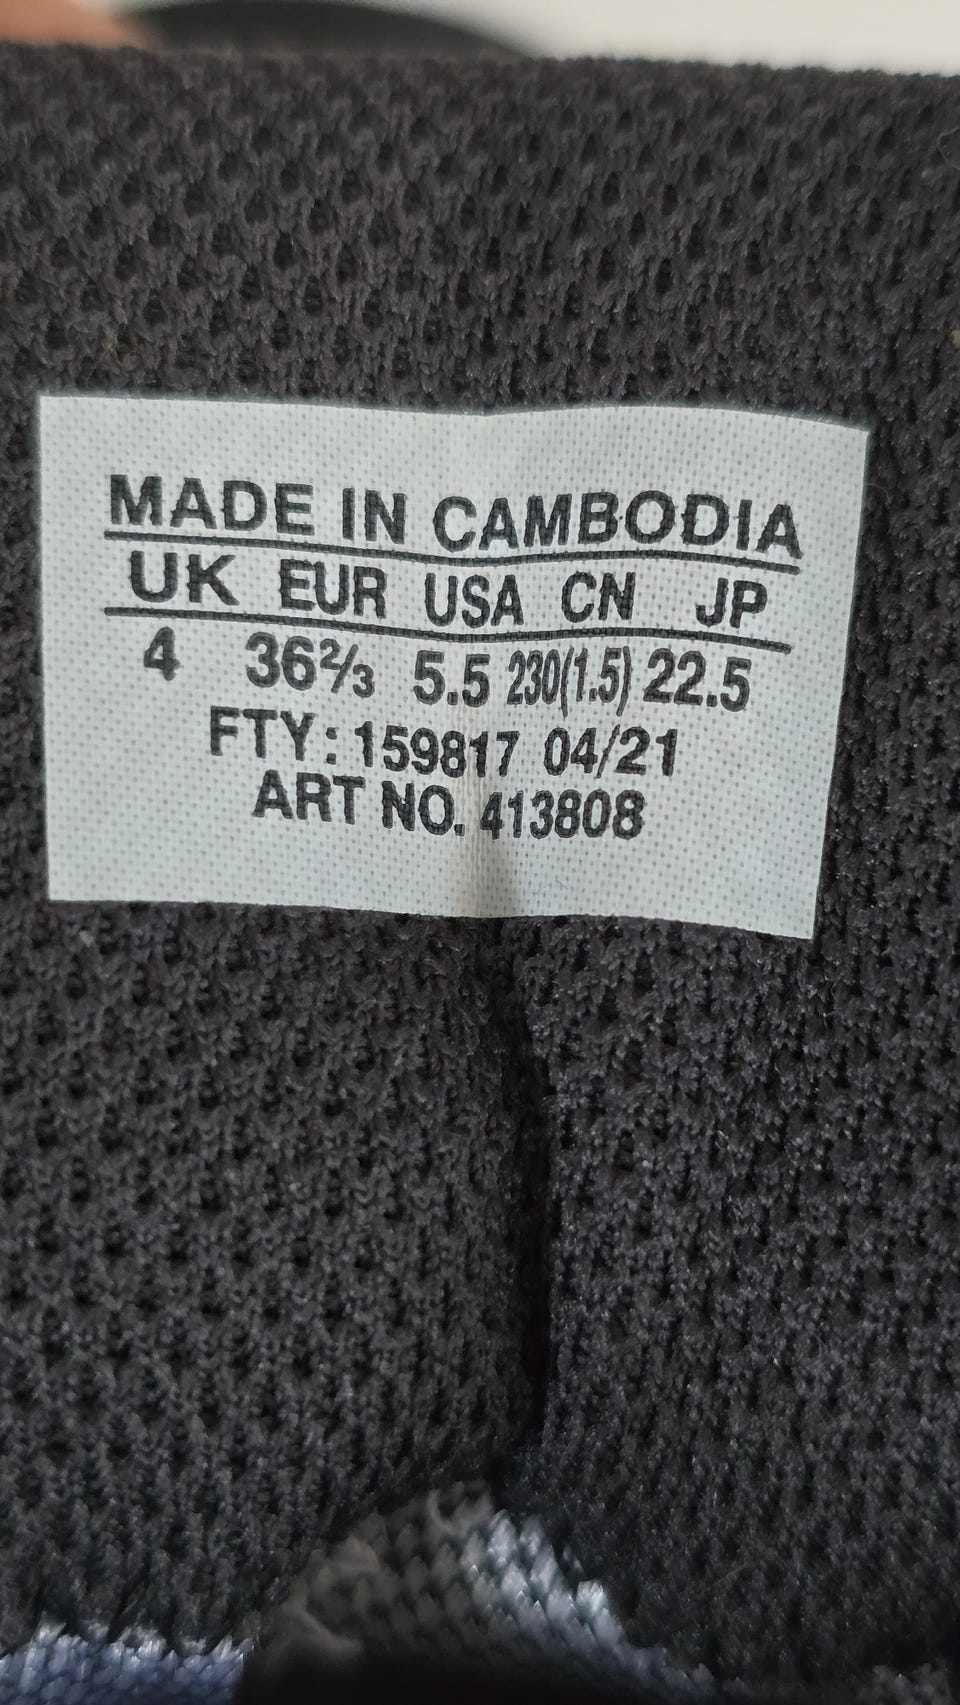 MADE IN CAMBODIA
UK EUR USA CN JP
4 36⅔ 5.5 230(1.5) 22.5
FTY: 159817 04/21
ART NO. 413808